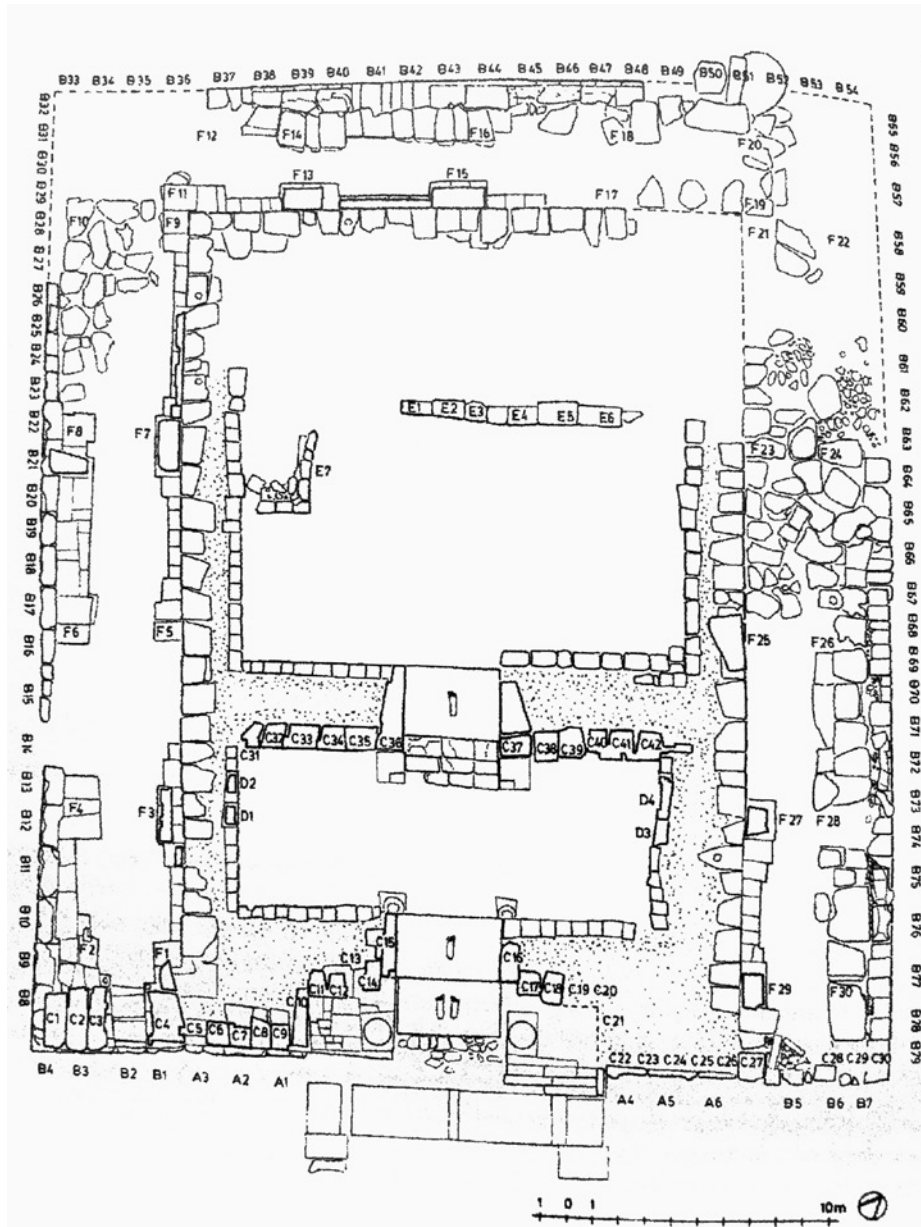 B33 B34 B35 B36 B37 B38 B39 B40 B41 B42 B43 B44 B45 B46 B47 B48 B49 B50 B51 B52 B53 B54
B32
B31
B30
B29
B28
B27
B26
B25
B24
B23
B22
B21
B20
B19
B18
B17
B16
B15
B14
B13
B12
B11
B10
B9
B8
B55
B56
B57
B58
B59
B60
B61
B62
B63
B64
B65
B66
B67
B68
B69
B70
B71
B72
B73
B74
B75
B76
B77
B78
B79
F12 F14 F16 F18 F20
F11 F13 F15 F17 F19
F10 F9 F21 F22
E1 E2 E3 E4 E5 E6
F8 F7 E7 F23 F24
F6 F5 F25 F26
I
C32 C33 C34 C35 C36 C37 C38 C39 C40 C41 C42
C31
D2 D4
F4 F3 D1 D3 F27 F28
F2 F1 C15 I C16
C13
C14
C11 C12 C17 C18 C19 C20
C10 II F29 F30
C1 C2 C3 C4 C5 C6 C7 C8 C9 C21
C22 C23 C24 C25 C26 C27 C28 C29 C30
B4 B3 B2 B1 A3 A2 A1 A4 A5 A6 B5 B6 B7
1 0 1 10m